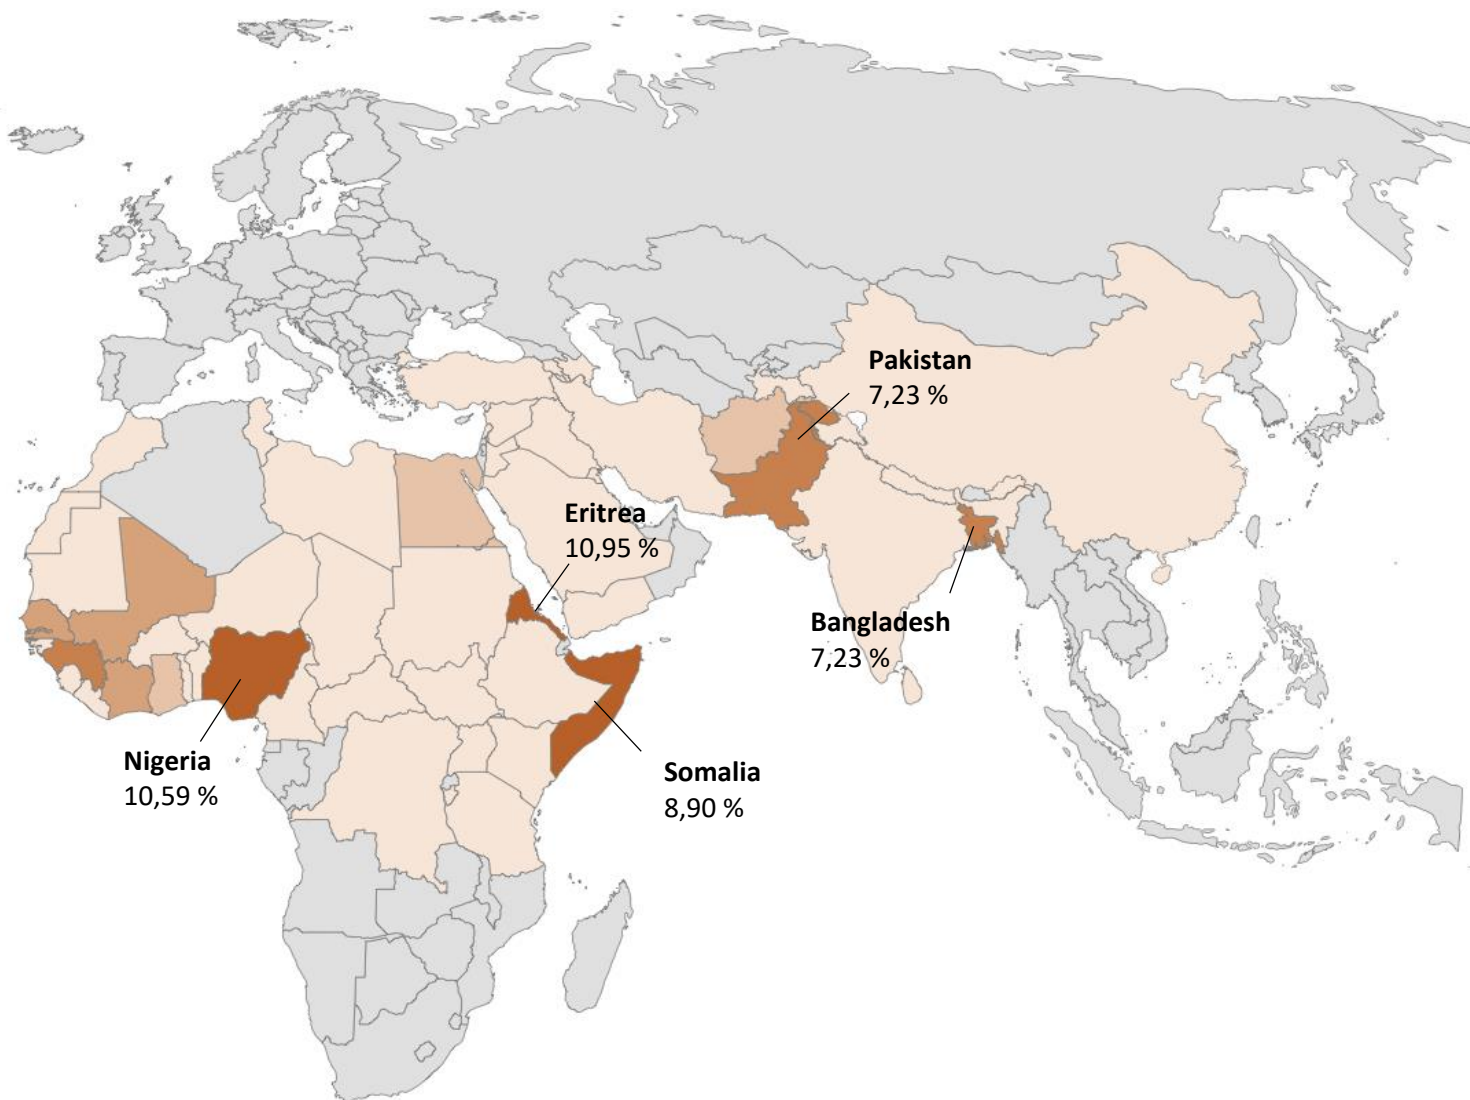 Pakistan
7,23 %
Eritrea
10,95 %
Bangladesh
7,23 %
Nigeria
10,59 %
Somalia
8,90 %